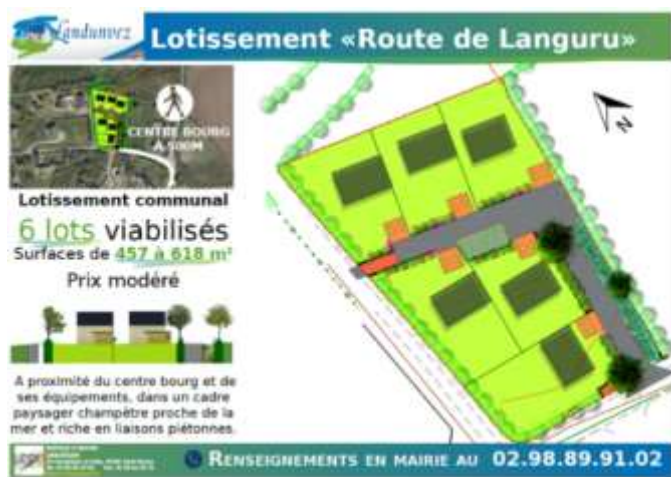 Landunvez
Lotissement «Route de Languru»
CENTRE BOURG
A 500M
N
Lotissement communal
6 lots viabilisés
Surfaces de 457 à 618 m²
Prix modéré
A proximité du centre bourg et de
ses équipements, dans un cadre
paysager champêtre proche de la
mer et riche en liaisons piétonnes.
RENSEIGNEMENTS EN MAIRIE AU 02.98.89.91.02